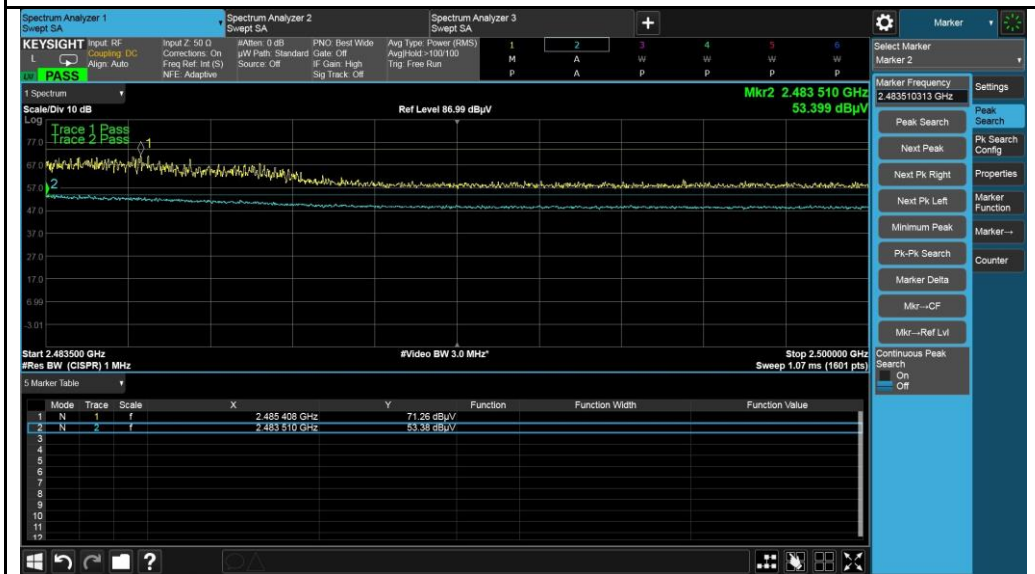 Spectrum Analyzer 1
Swept SA
Spectrum Analyzer 2
Swept SA
Spectrum Analyzer 3
Swept SA
+
Marker
KEYSIGHT
L
PASS
Input: RF
Coupling: DC
Align: Auto
Input Z: 50 Ω
Corrections: On
Freq Ref: Int (S)
NFE: Adaptive
#Atten: 0 dB
µW Path: Standard
Source: Off
PNO: Best Wide
Gate: Off
IF Gain: High
Sig Track: Off
Avg Type: Power (RMS)
Avg|Hold:>100/100
Trig: Free Run
1 2 3 4 5 6
M A W W W W
P A P P P P
Select Marker
Marker 2
1 Spectrum
Scale/Div 10 dB
Log
Ref Level 86.99 dBµV
Mkr2 2.483 510 GHz
53.399 dBµV
Trace 1 Pass
Trace 2 Pass
1
2
77.0
67.0
57.0
47.0
37.0
27.0
17.0
6.99
-3.01
Start 2.483500 GHz
#Res BW (CISPR) 1 MHz
#Video BW 3.0 MHz*
Stop 2.500000 GHz
Sweep 1.07 ms (1601 pts)
Marker Frequency
2.483510313 GHz
Peak Search
Next Peak
Next Pk Right
Next Pk Left
Minimum Peak
Pk-Pk Search
Marker Delta
Mkr→CF
Mkr→Ref Lvl
Continuous Peak Search
On
Off
Settings
Peak Search
Pk Search Config
Properties
Marker Function
Marker→
Counter
5 Marker Table
Mode Trace Scale X Y Function Function Width Function Value
1 N 1 f 2.485 408 GHz 71.26 dBµV
2 N 2 f 2.483 510 GHz 53.38 dBµV
3
4
5
6
7
8
9
10
11
12
?